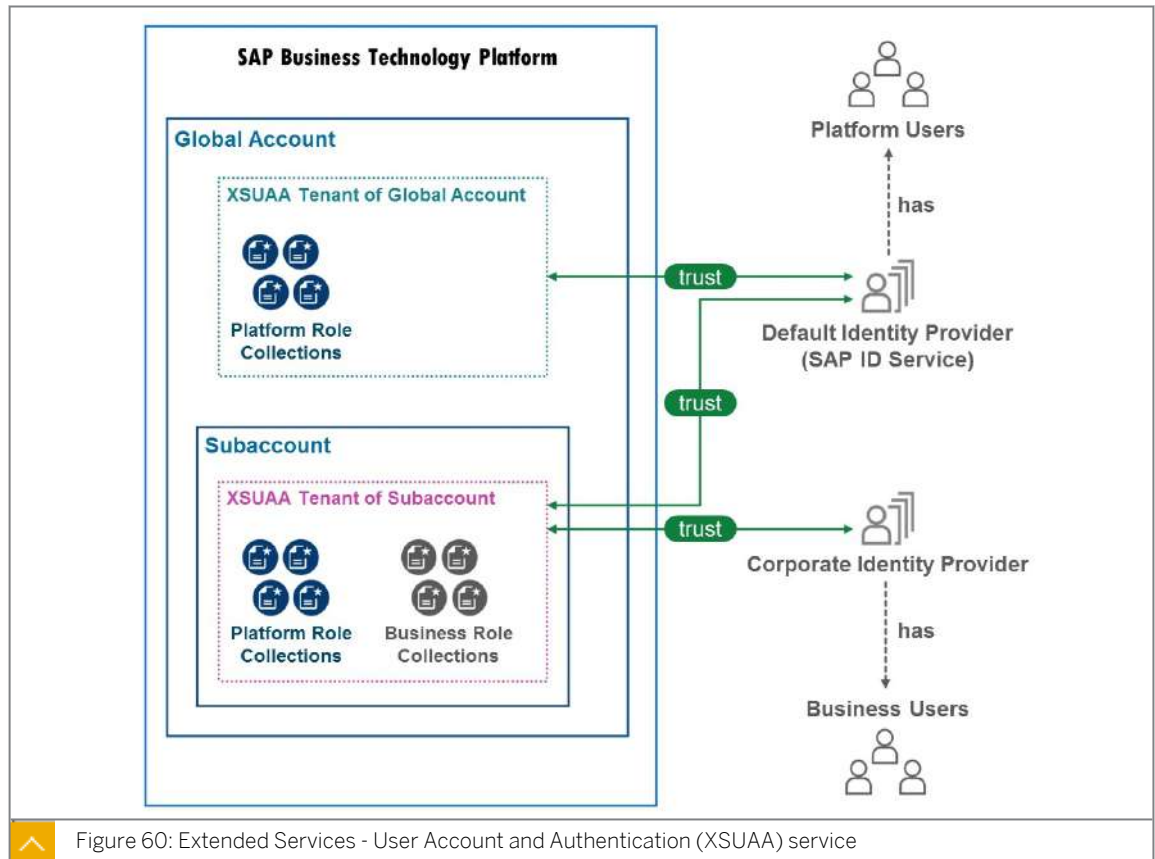 SAP Business Technology Platform
Global Account
XSUAA Tenant of Global Account
Platform Role
Collections
Subaccount
XSUAA Tenant of Subaccount
Platform Role
Collections
Business Role
Collections
trust
trust
trust
Platform Users
has
Default Identity Provider
(SAP ID Service)
Corporate Identity Provider
has
Business Users
Figure 60: Extended Services - User Account and Authentication (XSUAA) service